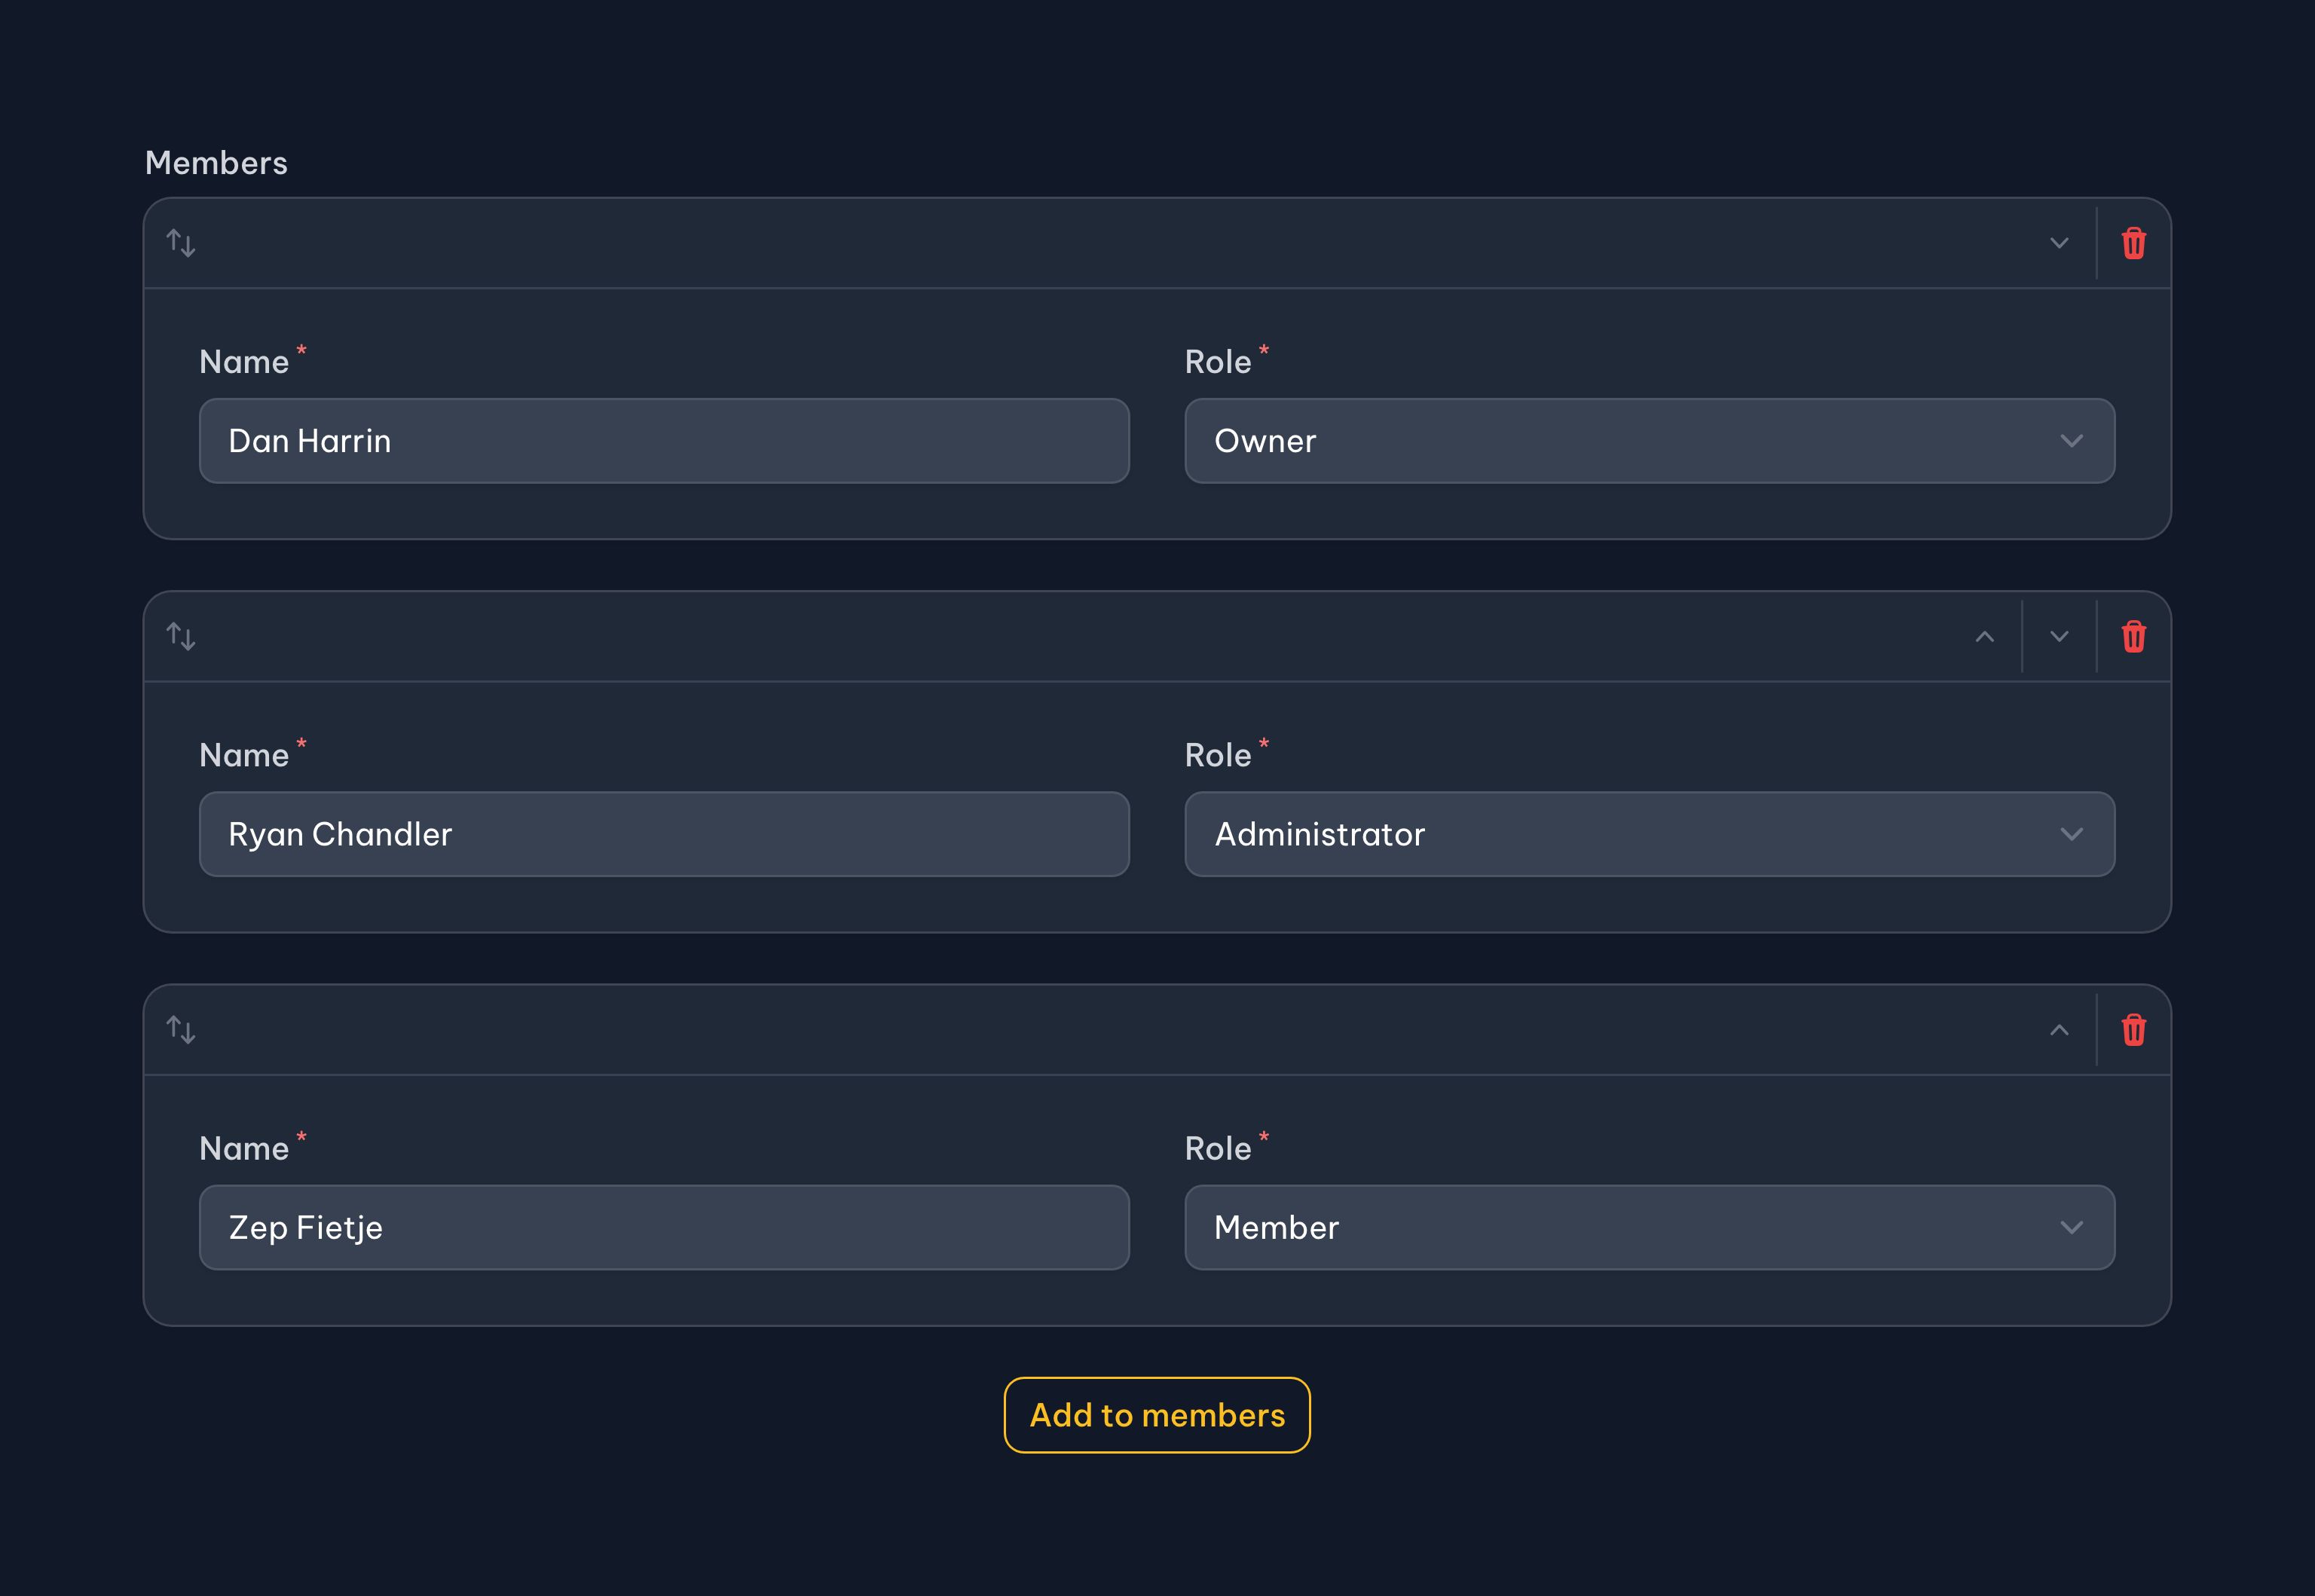 Members
Name *
Role *
Dan Harrin
Owner
Name *
Role *
Ryan Chandler
Administrator
Name *
Role *
Zep Fietje
Member
Add to members